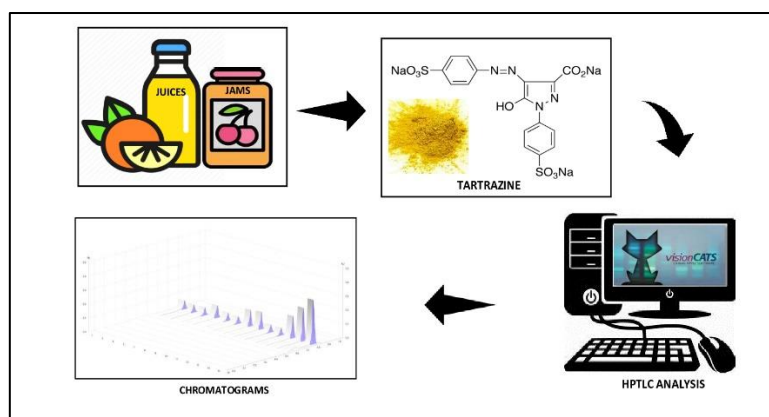 JUICES
JAMS
NaO₃S
N=N
CO₂Na
HO
N
N
SO₃Na
TARTRAZINE
visionCATS
HPTLC ANALYSIS
CHROMATOGRAMS